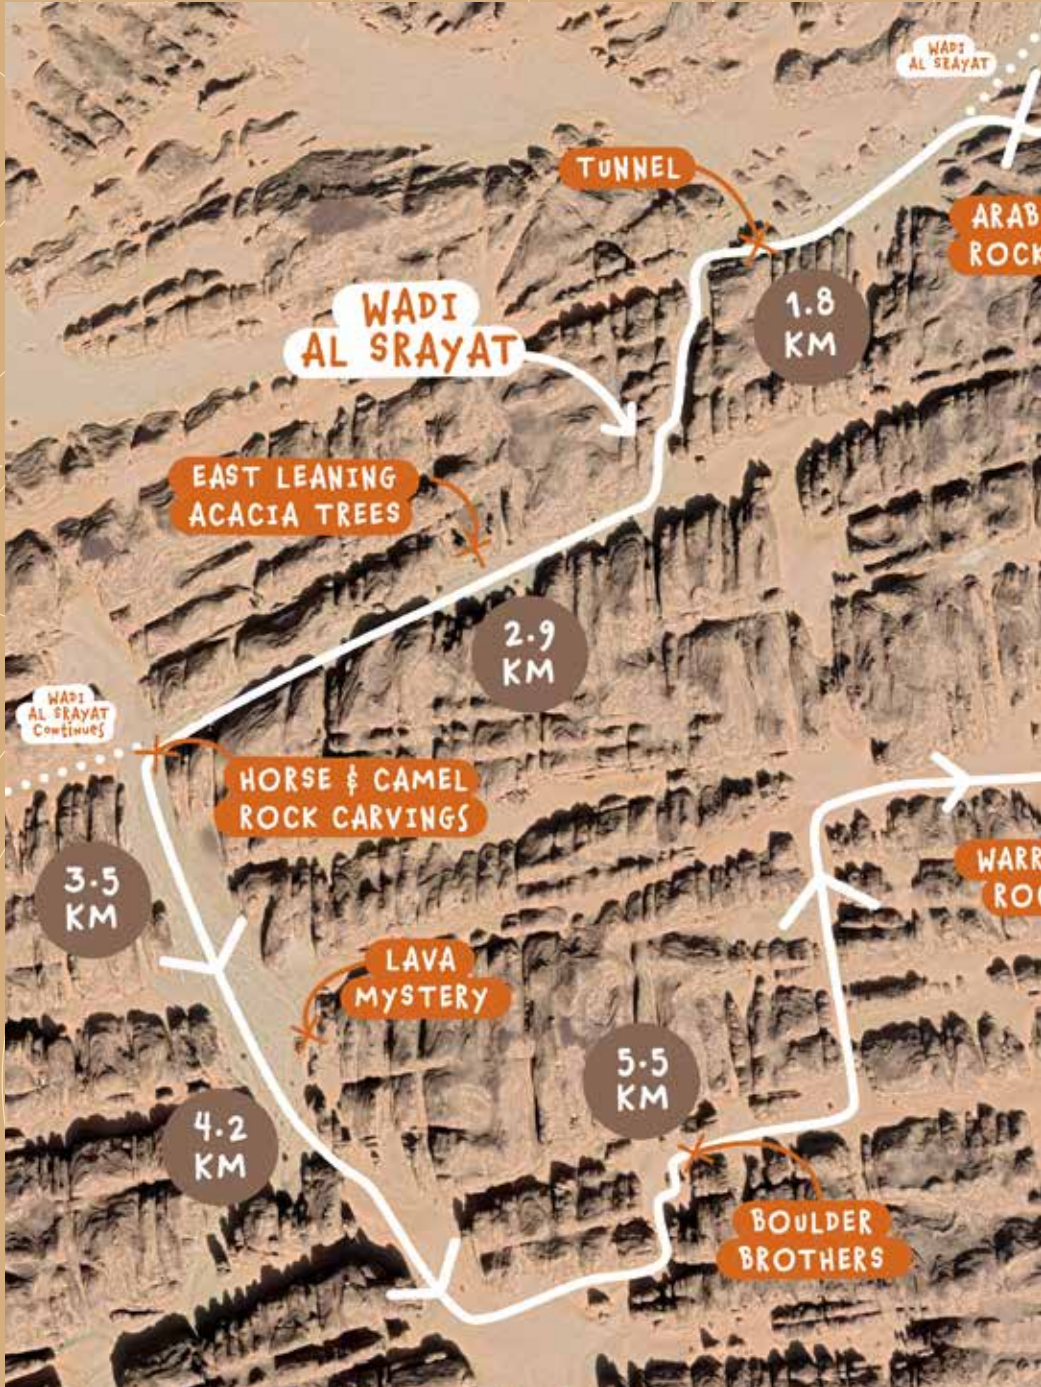 WADI
AL SRAYAT
TUNNEL
ARAB
ROCK
1.8
KM
WADI
AL SRAYAT
EAST LEANING
ACACIA TREES
2.9
KM
WADI
AL SRAYAT
Continues
HORSE & CAMEL
ROCK CARVINGS
WARR
ROC
3.5
KM
LAVA
MYSTERY
5.5
KM
4.2
KM
BOULDER
BROTHERS